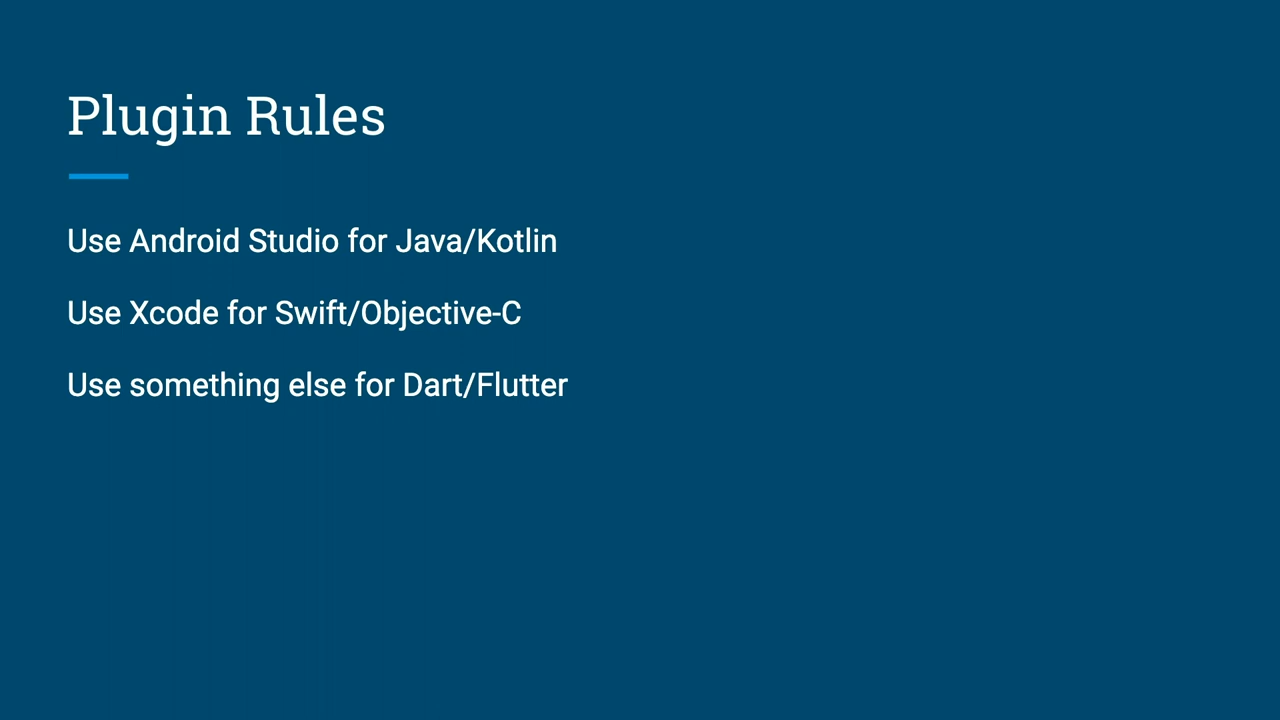 Plugin Rules
Use Android Studio for Java/Kotlin
Use Xcode for Swift/Objective-C
Use something else for Dart/Flutter